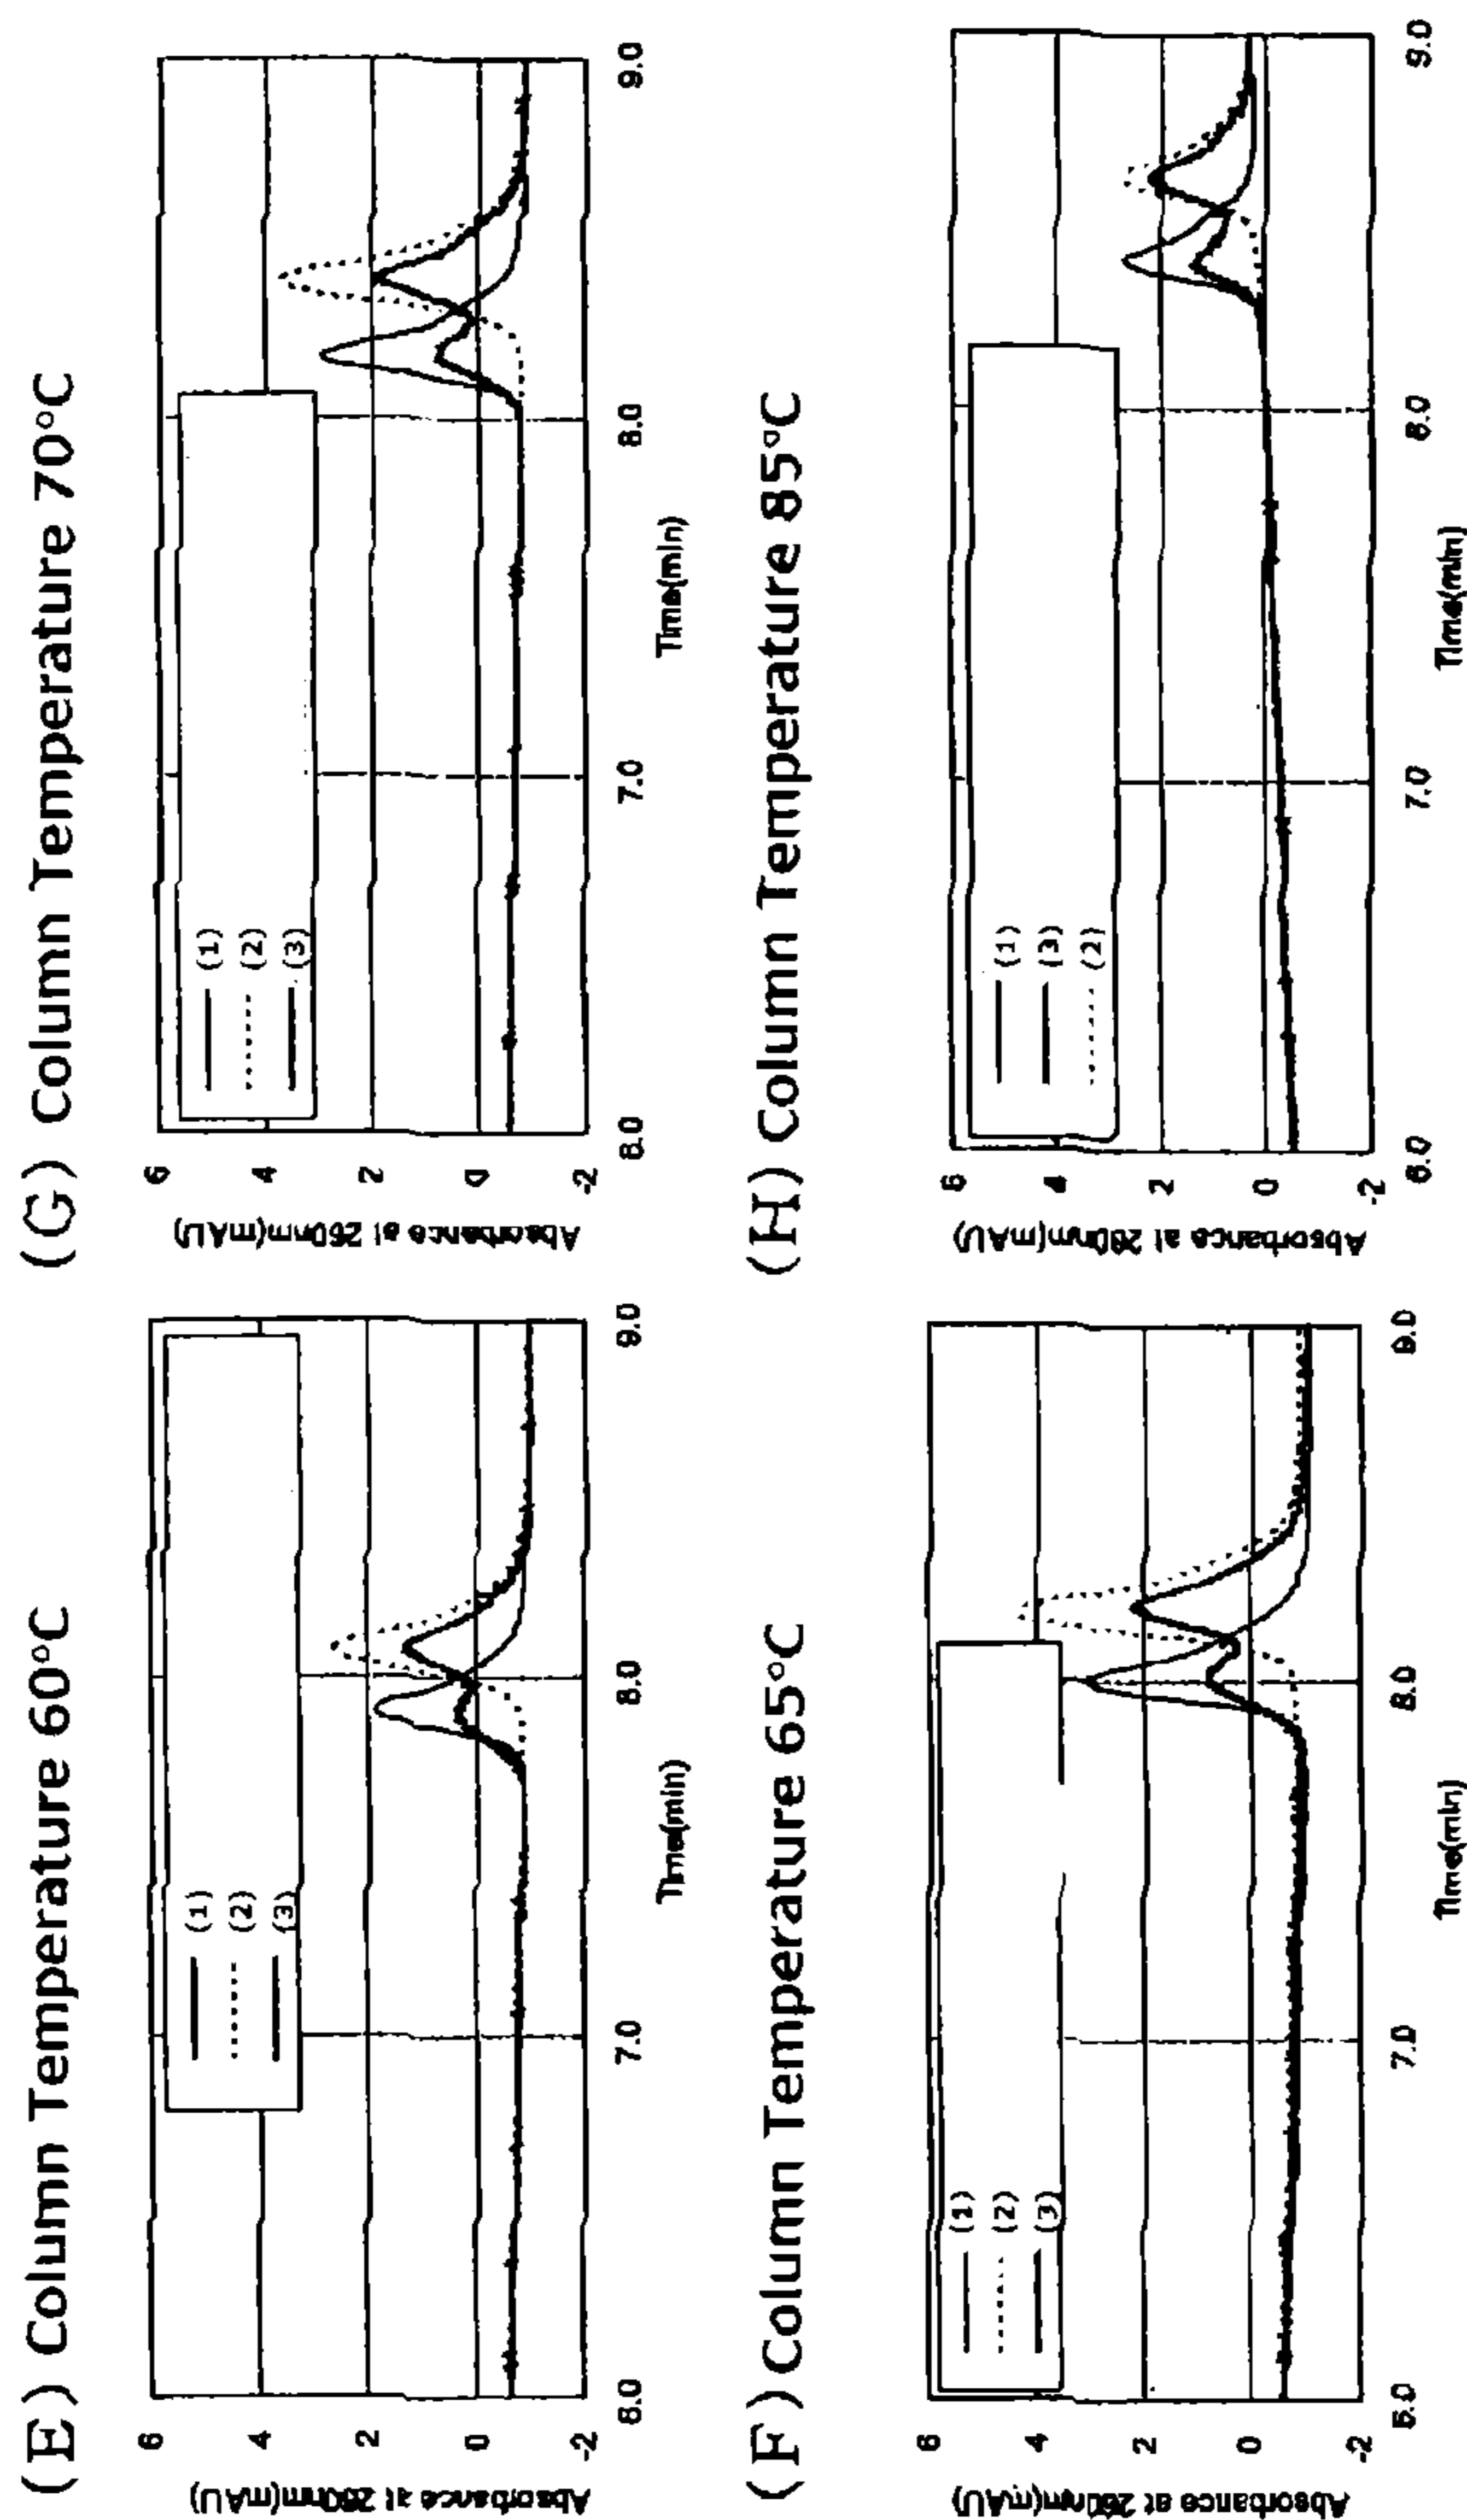 (E) Column Temperature 60°C
Absorbance at 260nm(mAU)
6
4
2
0
-2
(1)
(2)
(3)
6.0 7.0 8.0 9.0
Time(min)
(F) Column Temperature 65°C
Absorbance at 260nm(mAU)
6
4
2
0
-2
(1)
(2)
(3)
6.0 7.0 8.0 9.0
Time(min)
(G) Column Temperature 70°C
Absorbance at 260nm(mAU)
6
4
2
0
-2
(1)
(2)
(3)
6.0 7.0 8.0 9.0
Time(min)
(H) Column Temperature 85°C
Absorbance at 260nm(mAU)
6
4
2
0
-2
(1)
(3)
(2)
6.0 7.0 8.0 9.0
Time(min)